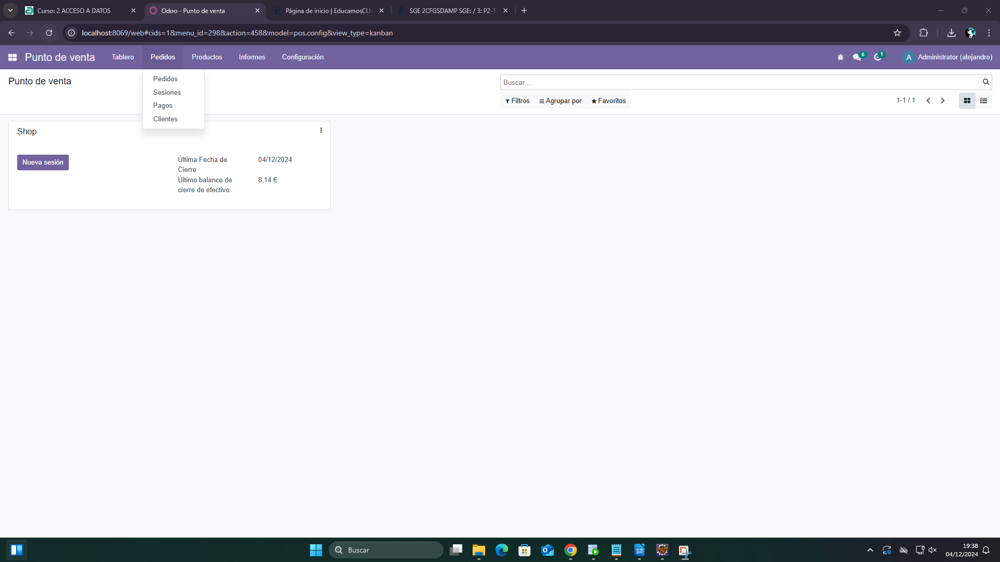 Curso: 2 ACCESO A DATOS
Odoo - Punto de venta
Página de inicio | EducamosCLM
SGE 2CFGSDAMP SGE: / 3: P2-T
localhost:8069/web#cids=1&menu_id=298&action=458&model=pos.config&view_type=kanban
Punto de venta
Tablero
Pedidos
Productos
Informes
Configuración
6
1
A
Administrator (alejandro)
Punto de venta
Pedidos
Sesiones
Pagos
Clientes
Buscar...
Filtros
Agrupar por
Favoritos
1-1 / 1
Shop
Nueva sesión
Última Fecha de
Cierre
04/12/2024
Último balance de
cierre de efectivo
8,14 €
Buscar
19:38
04/12/2024